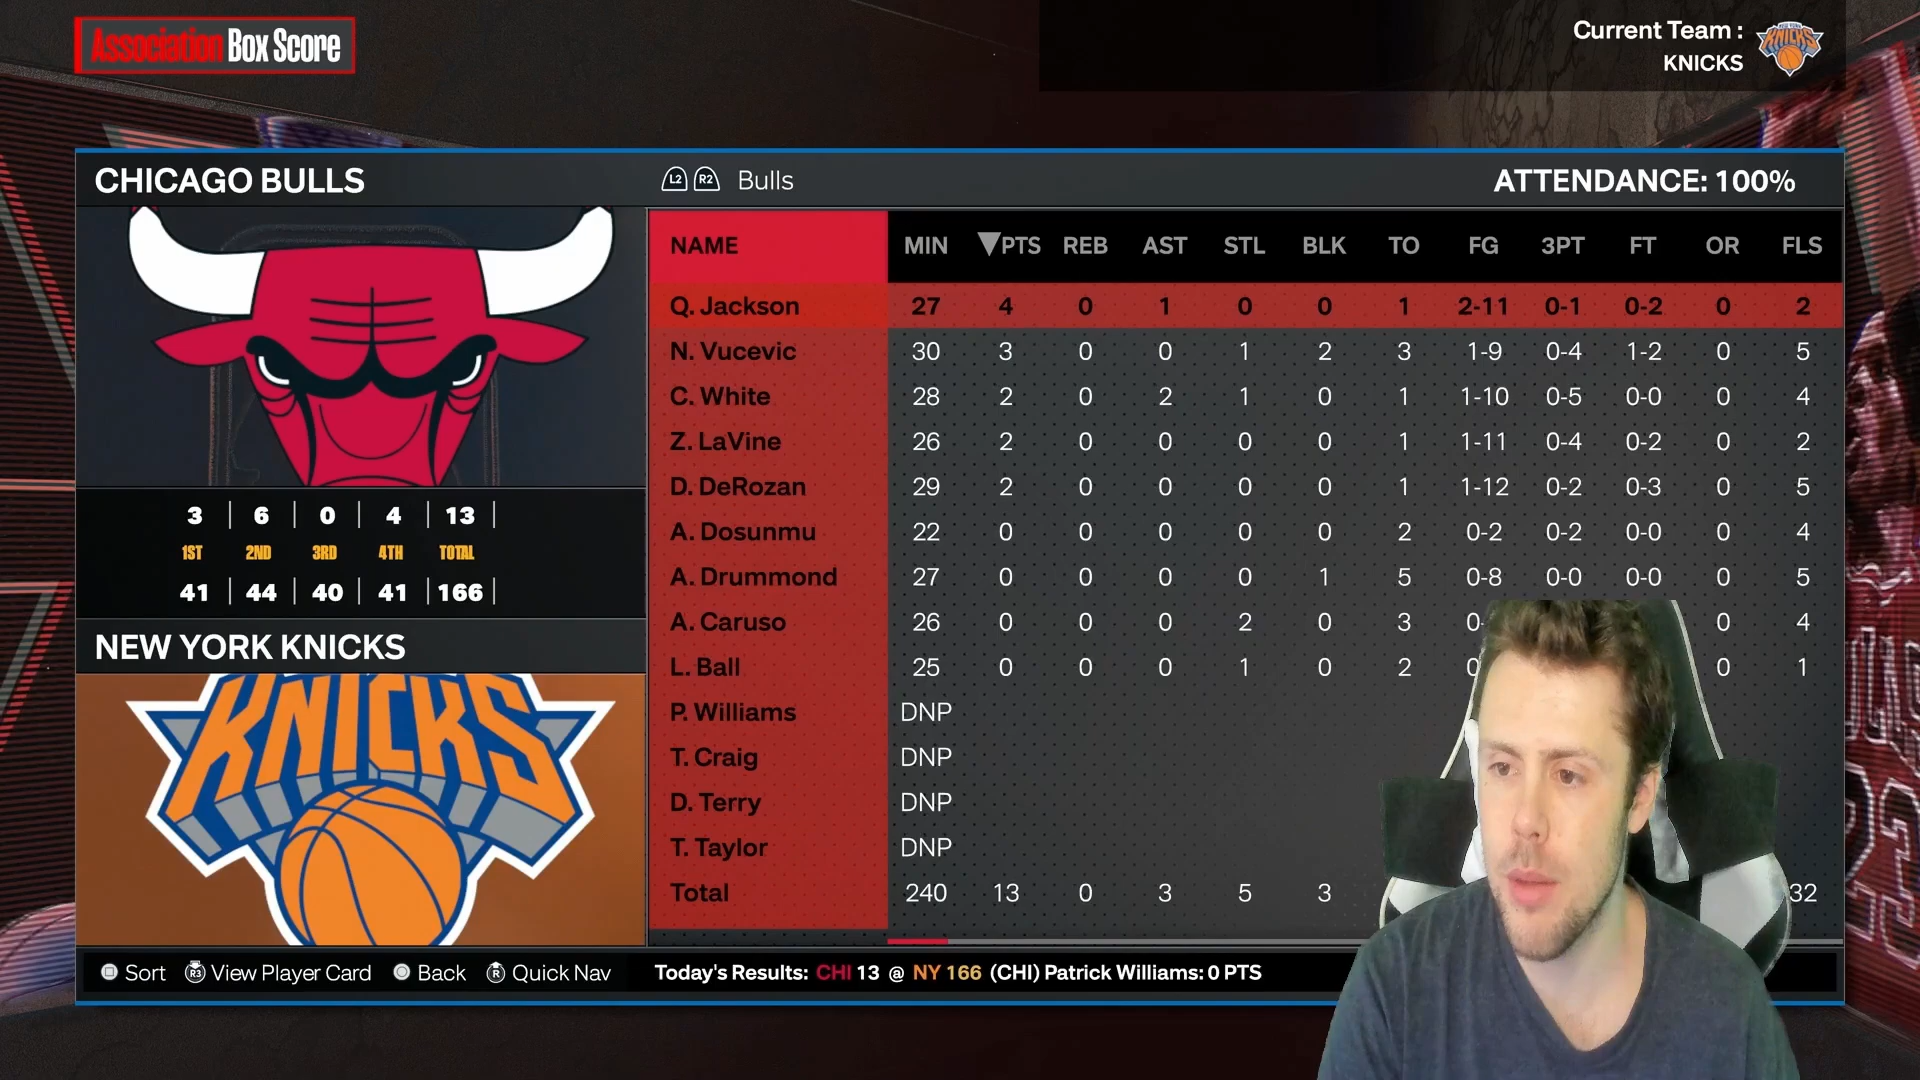 Association Box Score
Current Team :
KNICKS
CHICAGO BULLS
L2 R2 Bulls
ATTENDANCE: 100%
NAME MIN PTS REB AST STL BLK TO FG 3PT FT OR FLS
Q. Jackson 27 4 0 1 0 0 1 2-11 0-1 0-2 0 2
N. Vucevic 30 3 0 0 1 2 3 1-9 0-4 1-2 0 5
C. White 28 2 0 2 1 0 1 1-10 0-5 0-0 0 4
Z. LaVine 26 2 0 0 0 0 1 1-11 0-4 0-2 0 2
D. DeRozan 29 2 0 0 0 0 1 1-12 0-2 0-3 0 5
A. Dosunmu 22 0 0 0 0 0 2 0-2 0-2 0-0 0 4
A. Drummond 27 0 0 0 0 1 5 0-8 0-0 0-0 0 5
A. Caruso 26 0 0 0 2 0 3 0- 0 4
L. Ball 25 0 0 0 1 0 2 0 0 1
P. Williams DNP
T. Craig DNP
D. Terry DNP
T. Taylor DNP
Total 240 13 0 3 5 3 32
3 6 0 4 13
1ST 2ND 3RD 4TH TOTAL
41 44 40 41 166
NEW YORK KNICKS
KNICKS
Sort R3 View Player Card Back R Quick Nav
Today's Results: CHI 13 @ NY 166 (CHI) Patrick Williams: 0 PTS